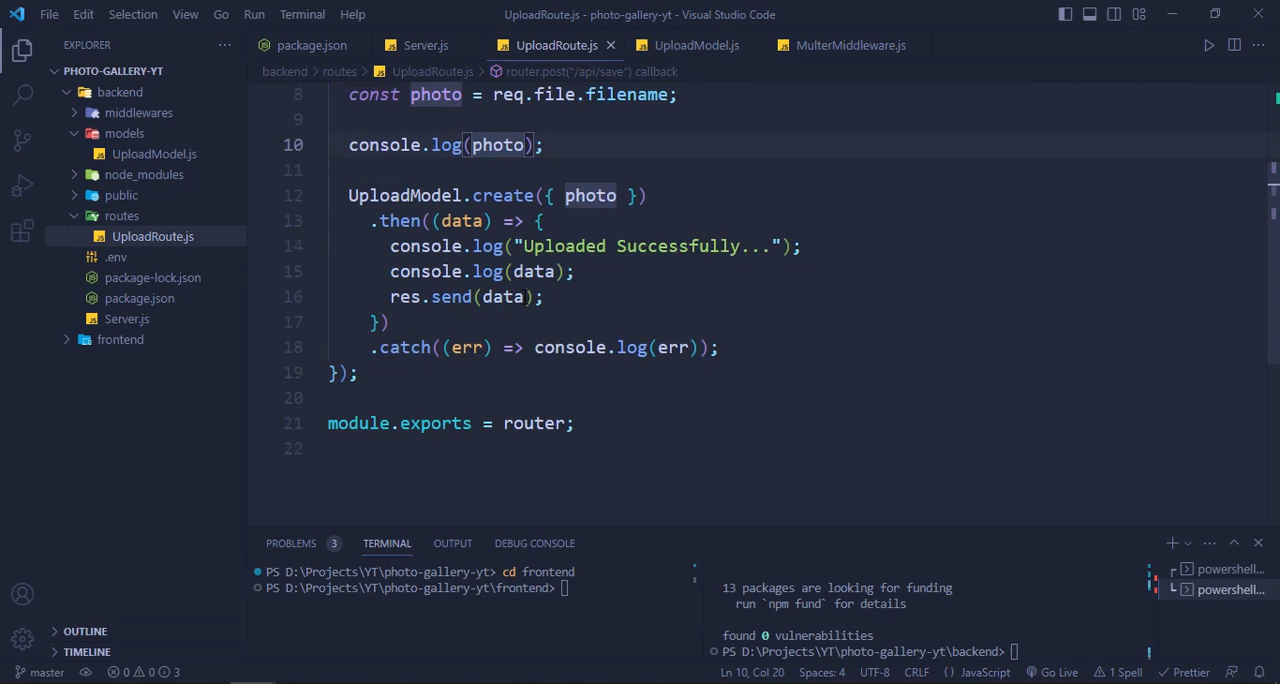 File Edit Selection View Go Run Terminal Help UploadRoute.js - photo-gallery-yt - Visual Studio Code
EXPLORER
PHOTO-GALLERY-YT
backend
middlewares
models
UploadModel.js
node_modules
public
routes
UploadRoute.js
.env
package-lock.json
package.json
Server.js
frontend
OUTLINE
TIMELINE
package.json Server.js UploadRoute.js UploadModel.js MulterMiddleware.js
backend > routes > UploadRoute.js > router.post("/api/save") callback
8 const photo = req.file.filename;
9
10 console.log(photo);
11
12 UploadModel.create({ photo })
13 .then((data) => {
14 console.log("Uploaded Successfully...");
15 console.log(data);
16 res.send(data);
17 })
18 .catch((err) => console.log(err));
19 });
20
21 module.exports = router;
22
PROBLEMS 3 TERMINAL OUTPUT DEBUG CONSOLE
PS D:\Projects\YT\photo-gallery-yt> cd frontend
PS D:\Projects\YT\photo-gallery-yt\frontend>
13 packages are looking for funding
run `npm fund` for details
found 0 vulnerabilities
PS D:\Projects\YT\photo-gallery-yt\backend>
powershell...
powershell...
master 0 0 3 Ln 10, Col 20 Spaces: 4 UTF-8 CRLF { } JavaScript Go Live 1 Spell Prettier